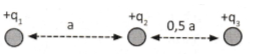 +q₁ a +q₂ 0,5 a +q₃